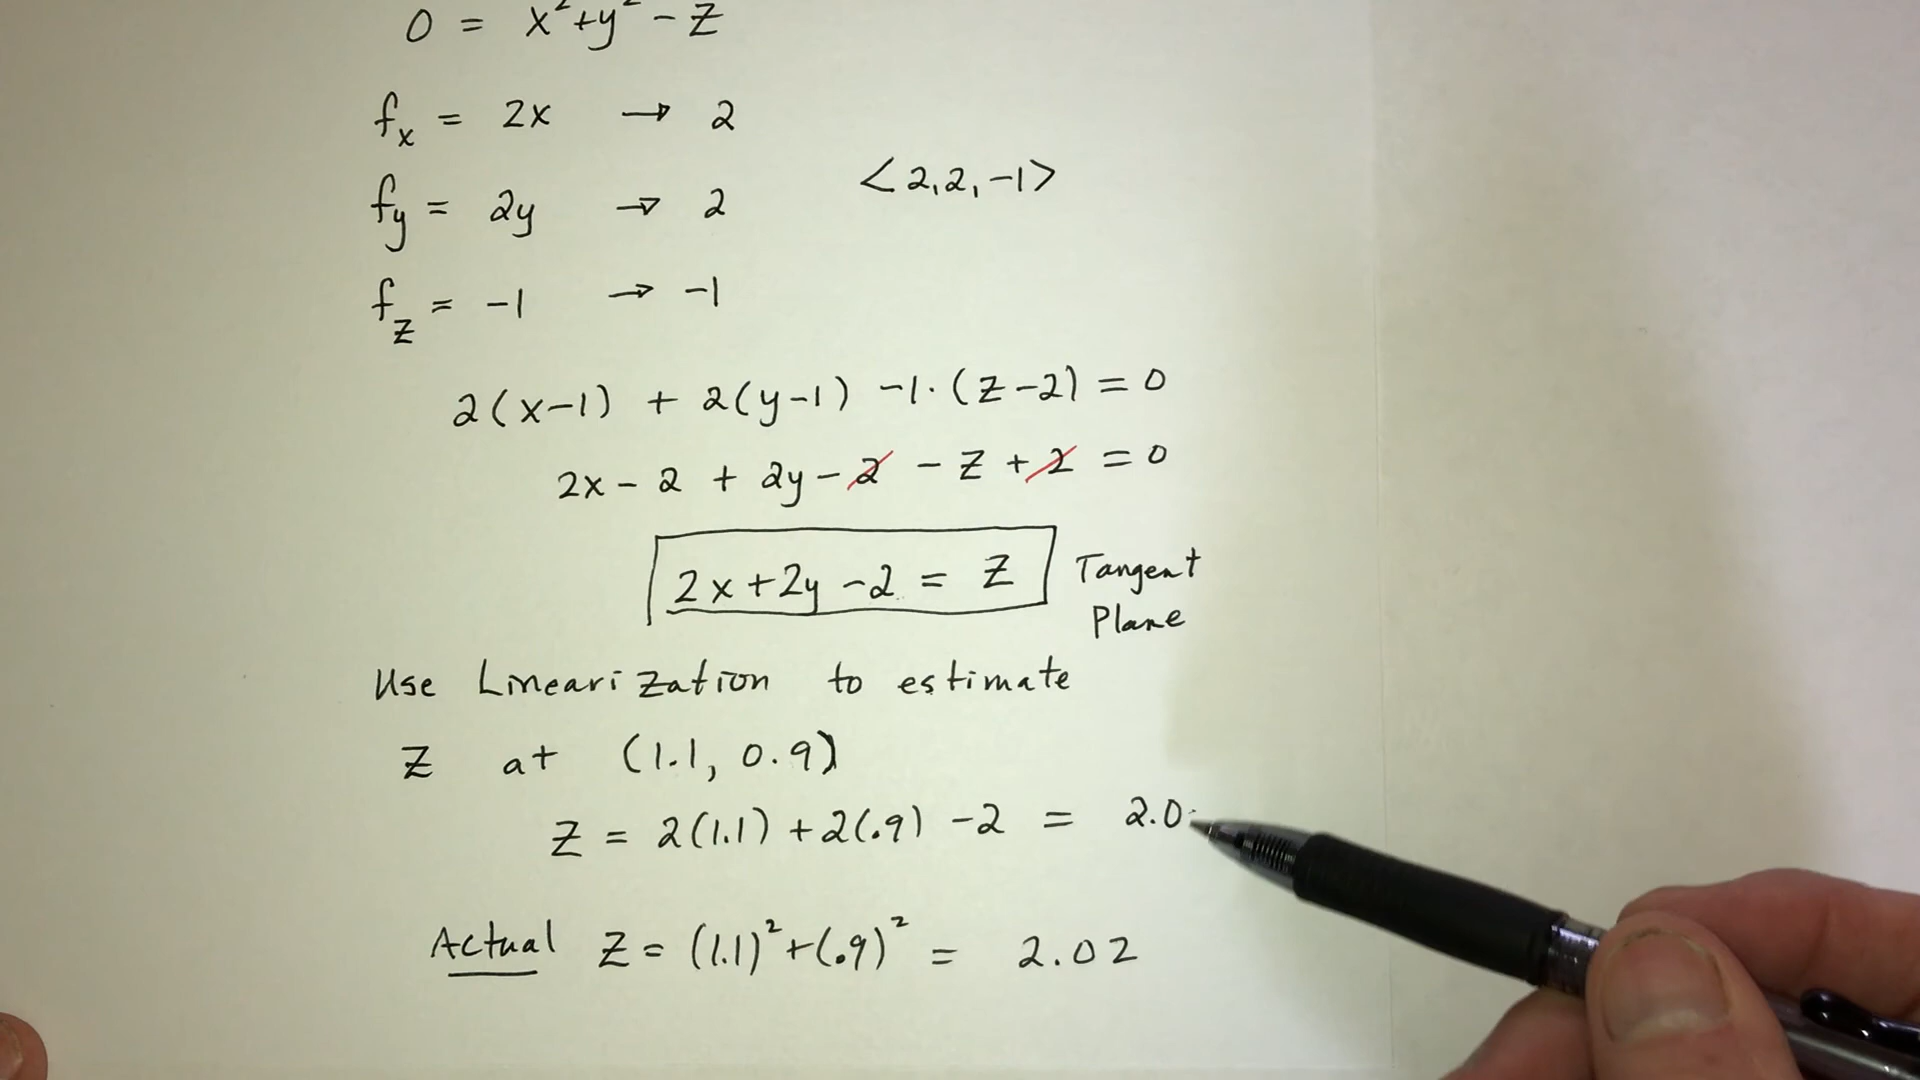 0 = x² + y² - z
fx = 2x → 2
fy = 2y → 2
<2, 2, -1>
fz = -1 → -1
2(x-1) + 2(y-1) -1·(z-2) = 0
2x - 2 + 2y - 2 - z + 2 = 0
2x + 2y - 2 = z
Tangent
Plane
Use Linearization to estimate
z at (1.1, 0.9)
z = 2(1.1) + 2(.9) - 2 = 2.0
Actual z = (1.1)² + (.9)² = 2.02